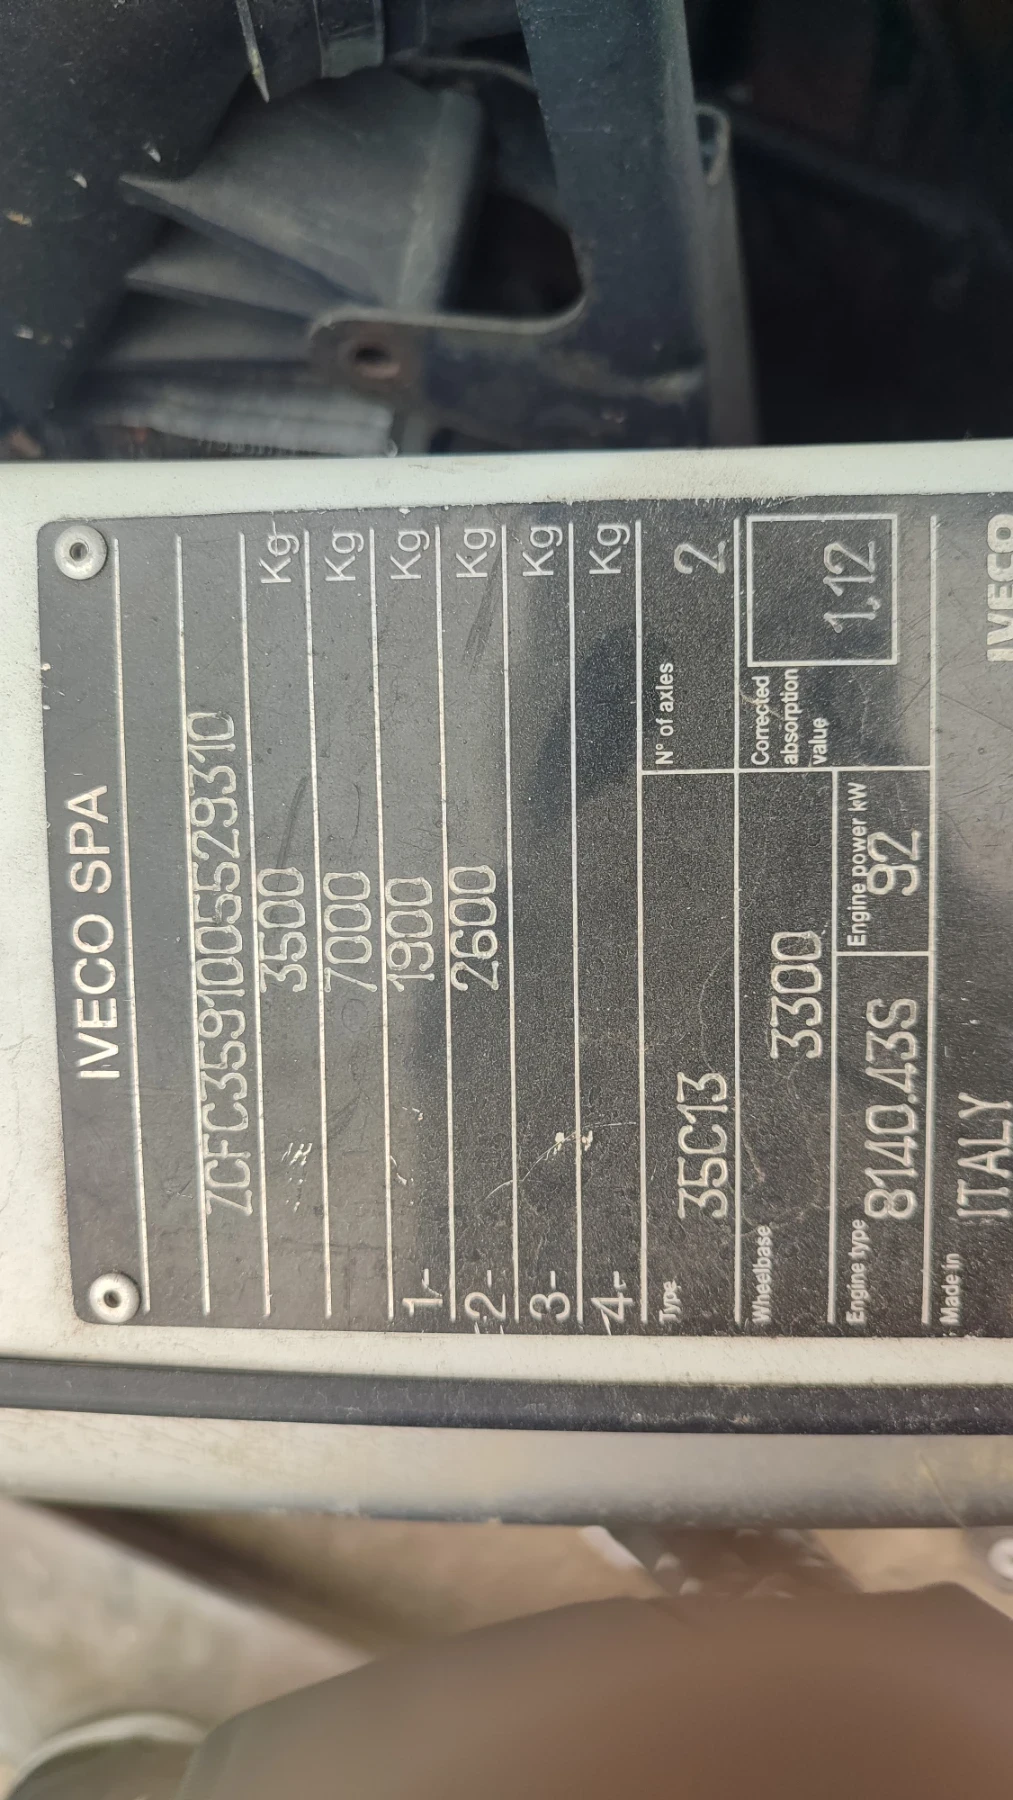 IVECO SPA
ZCFC3591005529310
3500 Kg
7000 Kg
1- 1900 Kg
2- 2600 Kg
3- Kg
4- Kg
Type 35C13 N° of axles 2
Wheelbase 3300 Corrected absorption value 1.12
Engine type 8140.43S Engine power kW 92
Made in ITALY IVECO